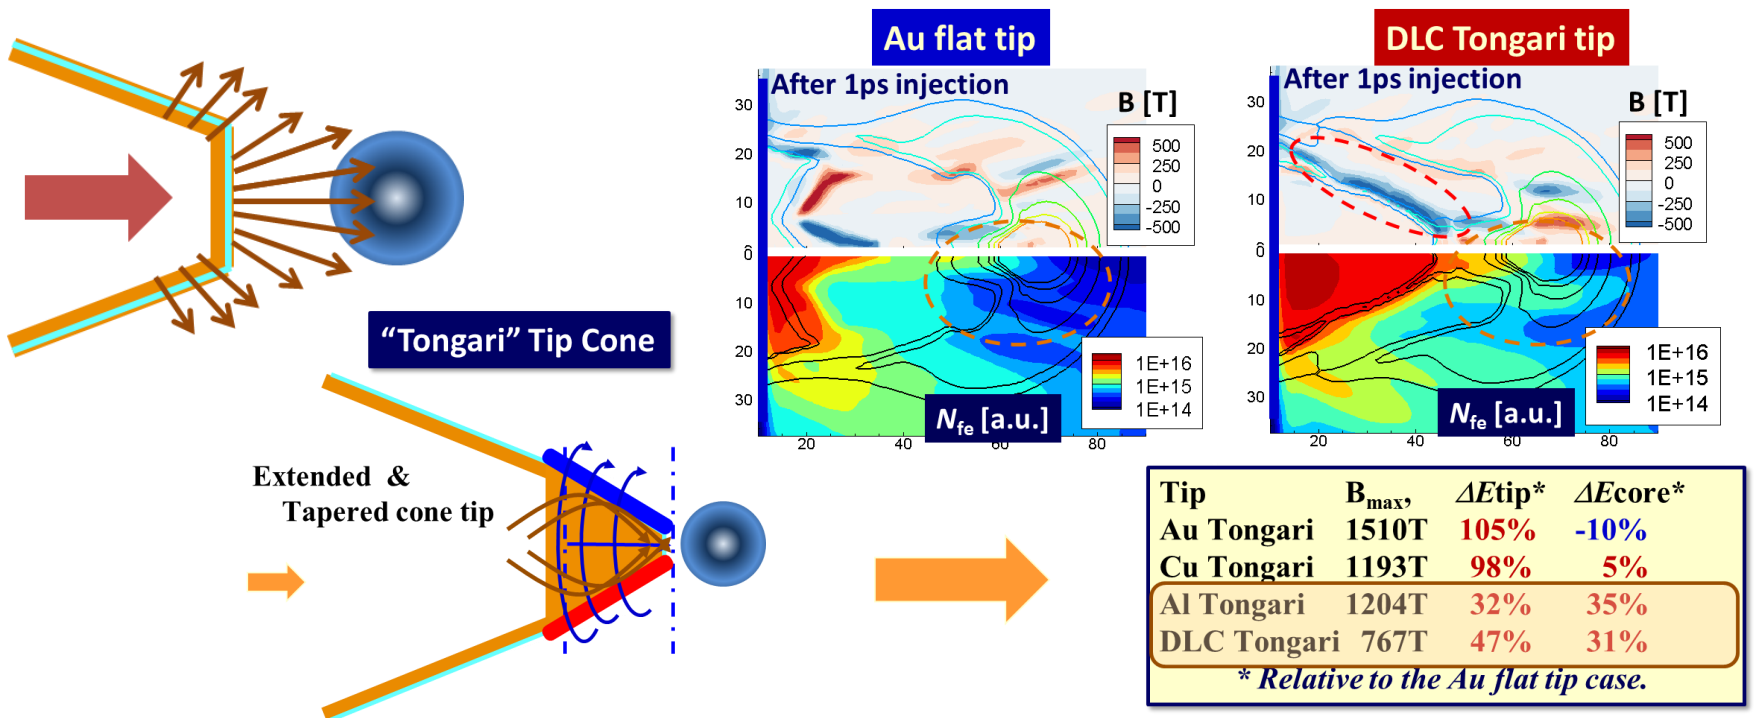 Au flat tip
After 1ps injection
B [T]
500
250
0
-250
-500
30
20
10
0
10
20
30
1E+16
1E+15
1E+14
Nfe [a.u.]
20
40
60
80
DLC Tongari tip
After 1ps injection
B [T]
500
250
0
-250
-500
30
20
10
0
10
20
30
1E+16
1E+15
1E+14
Nfe [a.u.]
20
40
60
80
“Tongari” Tip Cone
Extended &
Tapered cone tip
Tip Bmax, ΔEtip* ΔEcore*
Au Tongari 1510T 105% -10%
Cu Tongari 1193T 98% 5%
Al Tongari 1204T 32% 35%
DLC Tongari 767T 47% 31%
* Relative to the Au flat tip case.